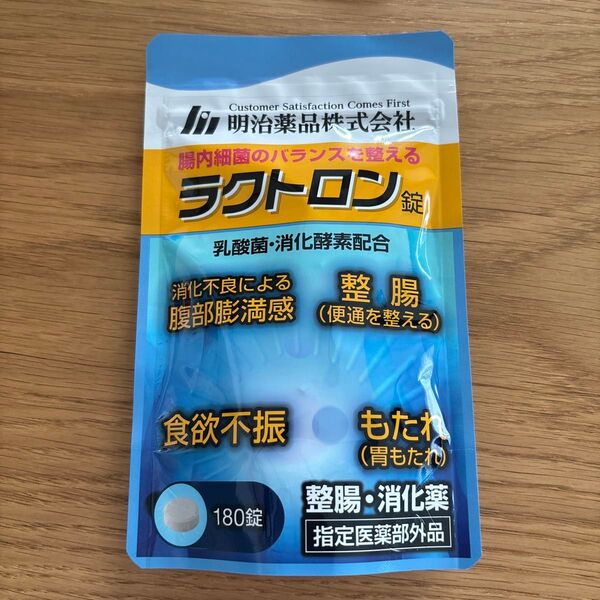 Customer Satisfaction Comes First
明治薬品株式会社
腸内細菌のバランスを整える
ラクトロン錠
乳酸菌・消化酵素配合
消化不良による
腹部膨満感
整腸
(便通を整える)
食欲不振
もたれ
(胃もたれ)
整腸・消化薬
180錠
指定医薬部外品